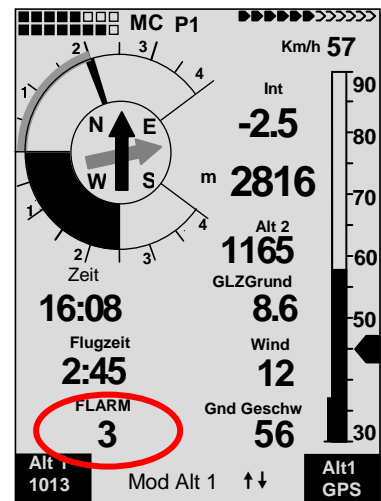 MC P1
Km/h 57
2 3 4
1
Int
-2.5
90
80
70
60
50
30
N E
W S
m 2816
1 2 3 4
Alt 2
1165
Zeit
16:08
GLZGrund
8.6
Flugzeit
2:45
Wind
12
FLARM
3
Gnd Geschw
56
Alt 1
1013
Mod Alt 1 ↑↓
Alt1
GPS